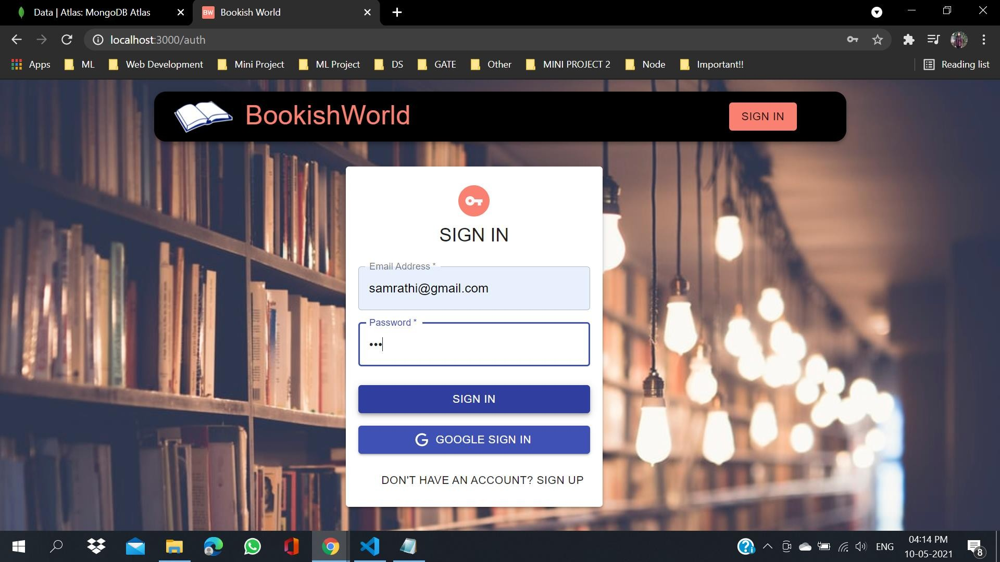 Data | Atlas: MongoDB Atlas
BW Bookish World
localhost:3000/auth
Apps ML Web Development Mini Project ML Project DS GATE Other MINI PROJECT 2 Node Important!! Reading list
BookishWorld
SIGN IN
SIGN IN
Email Address *
samrathi@gmail.com
Password *
•••
SIGN IN
G GOOGLE SIGN IN
DON'T HAVE AN ACCOUNT? SIGN UP
ENG
04:14 PM
10-05-2021
8